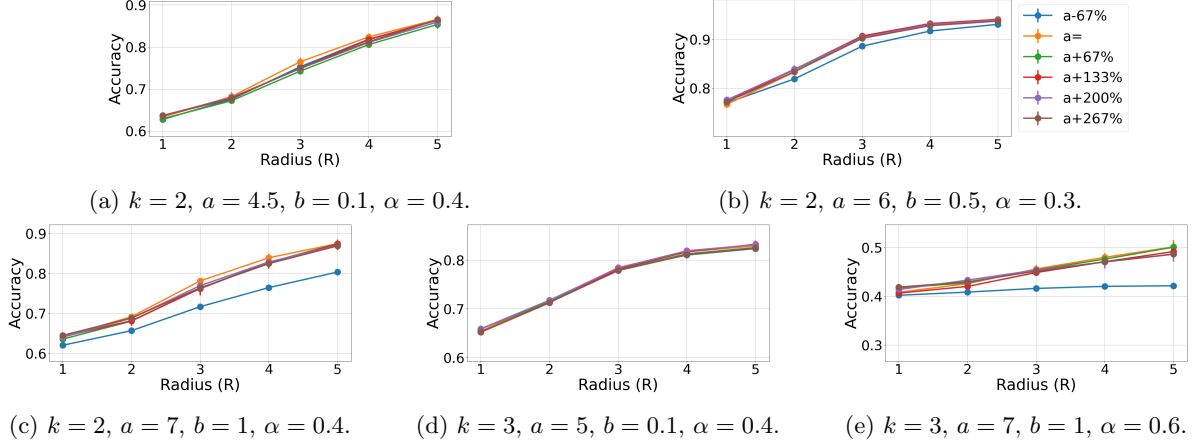 0.9
0.8
0.7
0.6
Accuracy
1 2 3 4 5
Radius (R)
(a) k = 2, a = 4.5, b = 0.1, α = 0.4.
0.9
0.8
Accuracy
1 2 3 4 5
Radius (R)
a-67%
a=
a+67%
a+133%
a+200%
a+267%
(b) k = 2, a = 6, b = 0.5, α = 0.3.
0.9
0.8
0.7
0.6
Accuracy
1 2 3 4 5
Radius (R)
(c) k = 2, a = 7, b = 1, α = 0.4.
0.8
0.7
0.6
Accuracy
1 2 3 4 5
Radius (R)
(d) k = 3, a = 5, b = 0.1, α = 0.4.
0.5
0.4
0.3
Accuracy
1 2 3 4 5
Radius (R)
(e) k = 3, a = 7, b = 1, α = 0.6.